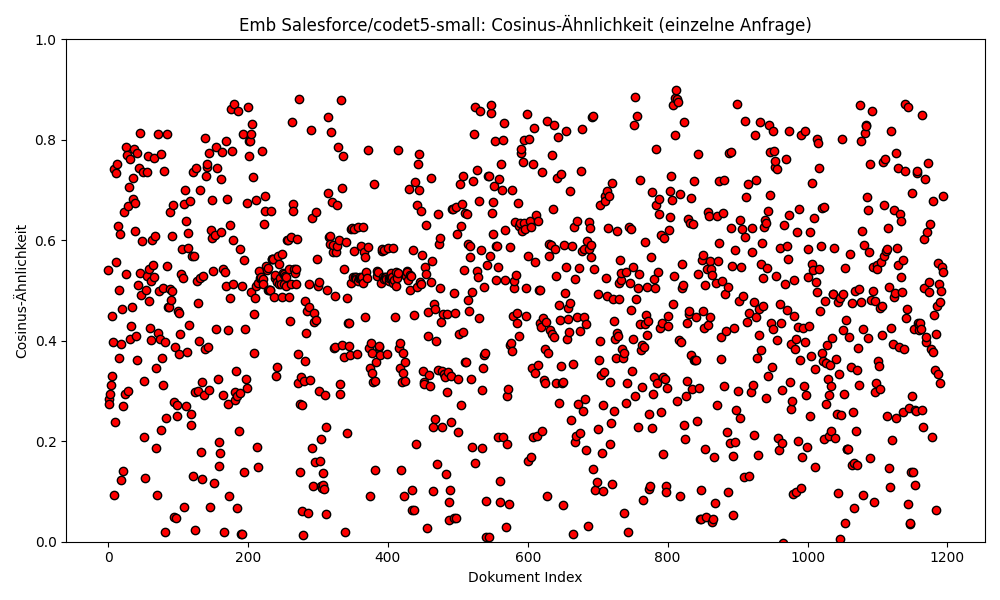 Emb Salesforce/codet5-small: Cosinus-Ähnlichkeit (einzelne Anfrage)
1.0
0.8
0.6
0.4
0.2
0.0
Cosinus-Ähnlichkeit
0 200 400 600 800 1000 1200
Dokument Index